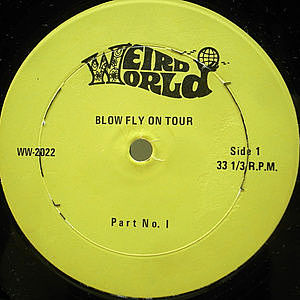 WEIRD
WORLD
BLOW FLY ON TOUR
WW-2022
Side 1
33 1/3 R.P.M.
Part No. I